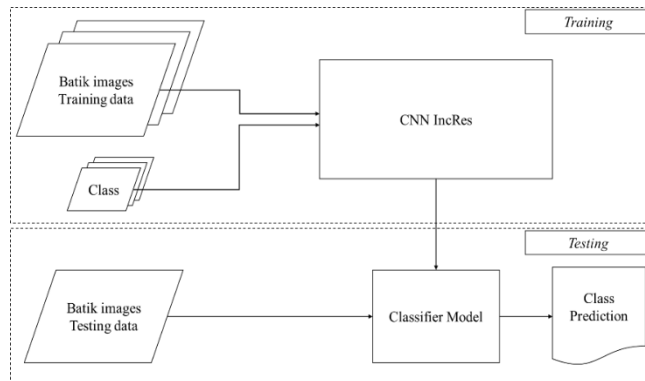 Training
Batik images
Training data
CNN IncRes
Class
Testing
Batik images
Testing data
Classifier Model
Class
Prediction